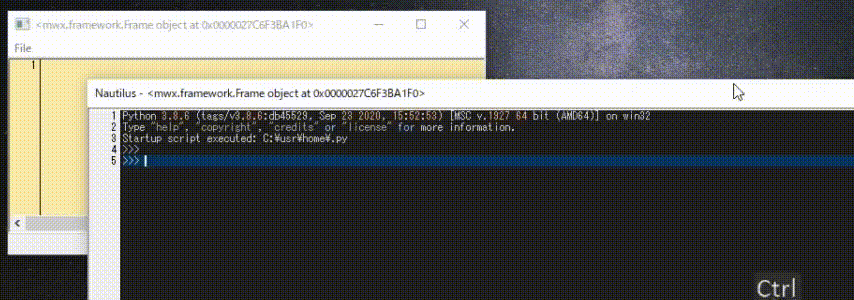 <mwx.framework.Frame object at 0x0000027C6F3BA1F0>
File
1
Nautilus - <mwx.framework.Frame object at 0x0000027C6F3BA1F0>
1 Python 3.8.6 (tags/v3.8.6:db45529, Sep 23 2020, 15:52:53) [MSC v.1927 64 bit (AMD64)] on win32
2 Type "help", "copyright", "credits" or "license" for more information.
3 Startup script executed: C:¥usr¥home¥.py
4 >>>
5 >>>
Ctrl